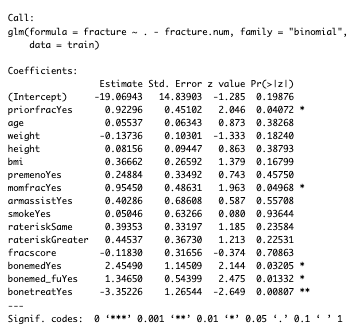 Call:
glm(formula = fracture ~ . - fracture.num, family = "binomial",
    data = train)

Coefficients:
               Estimate Std. Error z value Pr(>|z|)
(Intercept)   -19.06943   14.83903  -1.285  0.19876
priorfracYes    0.92296    0.45102   2.046  0.04072 *
age             0.05537    0.06343   0.873  0.38268
weight         -0.13736    0.10301  -1.333  0.18240
height          0.08156    0.09447   0.863  0.38793
bmi             0.36662    0.26592   1.379  0.16799
premenoYes      0.24884    0.33492   0.743  0.45750
momfracYes      0.95450    0.48631   1.963  0.04968 *
armassistYes    0.40286    0.68608   0.587  0.55708
smokeYes        0.05046    0.63266   0.080  0.93644
rateriskSame    0.39353    0.33197   1.185  0.23584
rateriskGreater 0.44537    0.36730   1.213  0.22531
fracscore      -0.11830    0.31656  -0.374  0.70863
bonemedYes      2.45490    1.14509   2.144  0.03205 *
bonemed_fuYes   1.34650    0.54399   2.475  0.01332 *
bonetreatYes   -3.35226    1.26544  -2.649  0.00807 **
---
Signif. codes:  0 ‘***’ 0.001 ‘**’ 0.01 ‘*’ 0.05 ‘.’ 0.1 ‘ ’ 1